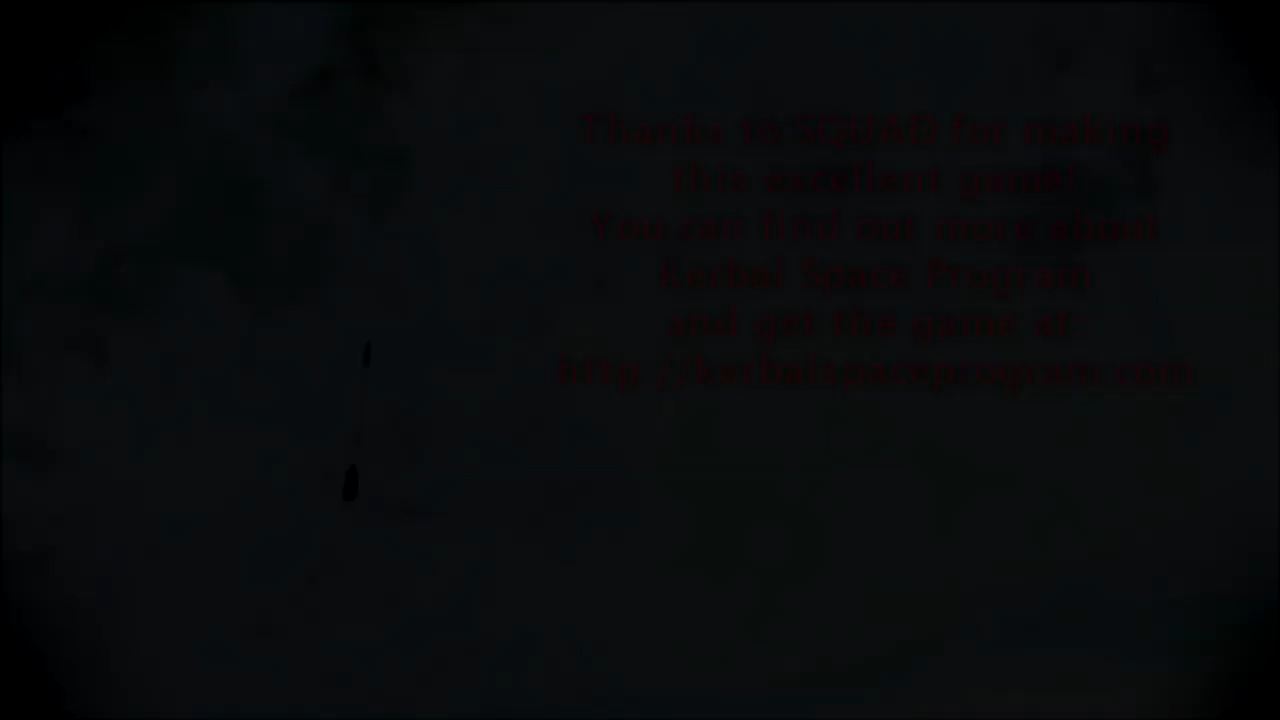 Thanks to SQUAD for making
this excellent game!
You can find out more about
Kerbal Space Program
and get the game at
http://kerbalspaceprogram.com